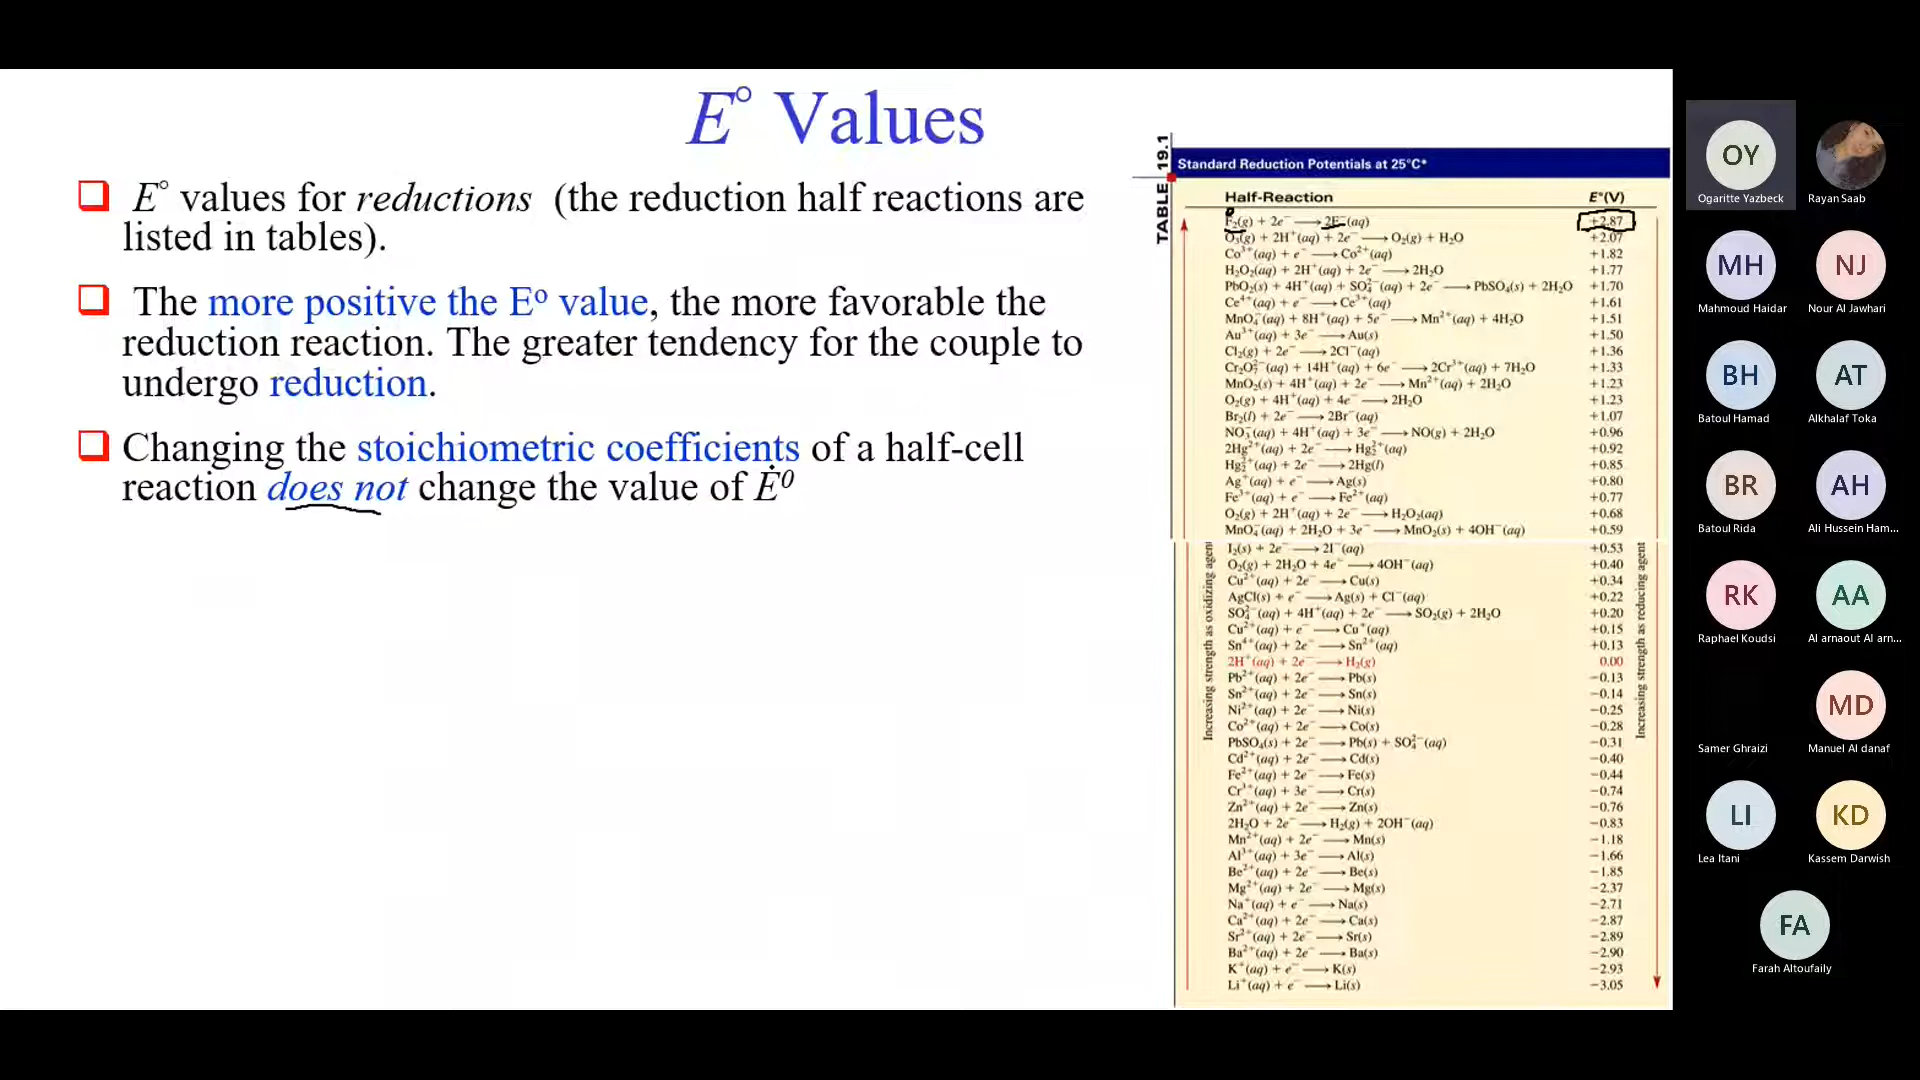 E° Values
E° values for reductions (the reduction half reactions are
listed in tables).
The more positive the E⁰ value, the more favorable the
reduction reaction. The greater tendency for the couple to
undergo reduction.
Changing the stoichiometric coefficients of a half-cell
reaction does not change the value of E⁰
TABLE 19.1
Standard Reduction Potentials at 25°C*
Half-Reaction E°(V)
F₂(g) + 2e⁻ ⟶ 2F⁻(aq) +2.87
O₃(g) + 2H⁺(aq) + 2e⁻ ⟶ O₂(g) + H₂O +2.07
Co³⁺(aq) + e⁻ ⟶ Co²⁺(aq) +1.82
H₂O₂(aq) + 2H⁺(aq) + 2e⁻ ⟶ 2H₂O +1.77
PbO₂(s) + 4H⁺(aq) + SO₄²⁻(aq) + 2e⁻ ⟶ PbSO₄(s) + 2H₂O +1.70
Ce⁴⁺(aq) + e⁻ ⟶ Ce³⁺(aq) +1.61
MnO₄⁻(aq) + 8H⁺(aq) + 5e⁻ ⟶ Mn²⁺(aq) + 4H₂O +1.51
Au³⁺(aq) + 3e⁻ ⟶ Au(s) +1.50
Cl₂(g) + 2e⁻ ⟶ 2Cl⁻(aq) +1.36
Cr₂O₇²⁻(aq) + 14H⁺(aq) + 6e⁻ ⟶ 2Cr³⁺(aq) + 7H₂O +1.33
MnO₂(s) + 4H⁺(aq) + 2e⁻ ⟶ Mn²⁺(aq) + 2H₂O +1.23
O₂(g) + 4H⁺(aq) + 4e⁻ ⟶ 2H₂O +1.23
Br₂(l) + 2e⁻ ⟶ 2Br⁻(aq) +1.07
NO₃⁻(aq) + 4H⁺(aq) + 3e⁻ ⟶ NO(g) + 2H₂O +0.96
2Hg²⁺(aq) + 2e⁻ ⟶ Hg₂²⁺(aq) +0.92
Hg₂²⁺(aq) + 2e⁻ ⟶ 2Hg(l) +0.85
Ag⁺(aq) + e⁻ ⟶ Ag(s) +0.80
Fe³⁺(aq) + e⁻ ⟶ Fe²⁺(aq) +0.77
O₂(g) + 2H⁺(aq) + 2e⁻ ⟶ H₂O₂(aq) +0.68
MnO₄⁻(aq) + 2H₂O + 3e⁻ ⟶ MnO₂(s) + 4OH⁻(aq) +0.59
I₂(s) + 2e⁻ ⟶ 2I⁻(aq) +0.53
O₂(g) + 2H₂O + 4e⁻ ⟶ 4OH⁻(aq) +0.40
Cu²⁺(aq) + 2e⁻ ⟶ Cu(s) +0.34
AgCl(s) + e⁻ ⟶ Ag(s) + Cl⁻(aq) +0.22
SO₄²⁻(aq) + 4H⁺(aq) + 2e⁻ ⟶ SO₂(g) + 2H₂O +0.20
Cu²⁺(aq) + e⁻ ⟶ Cu⁺(aq) +0.15
Sn⁴⁺(aq) + 2e⁻ ⟶ Sn²⁺(aq) +0.13
2H⁺(aq) + 2e⁻ ⟶ H₂(g) 0.00
Pb²⁺(aq) + 2e⁻ ⟶ Pb(s) −0.13
Sn²⁺(aq) + 2e⁻ ⟶ Sn(s) −0.14
Ni²⁺(aq) + 2e⁻ ⟶ Ni(s) −0.25
Co²⁺(aq) + 2e⁻ ⟶ Co(s) −0.28
PbSO₄(s) + 2e⁻ ⟶ Pb(s) + SO₄²⁻(aq) −0.31
Cd²⁺(aq) + 2e⁻ ⟶ Cd(s) −0.40
Fe²⁺(aq) + 2e⁻ ⟶ Fe(s) −0.44
Cr³⁺(aq) + 3e⁻ ⟶ Cr(s) −0.74
Zn²⁺(aq) + 2e⁻ ⟶ Zn(s) −0.76
2H₂O + 2e⁻ ⟶ H₂(g) + 2OH⁻(aq) −0.83
Mn²⁺(aq) + 2e⁻ ⟶ Mn(s) −1.18
Al³⁺(aq) + 3e⁻ ⟶ Al(s) −1.66
Be²⁺(aq) + 2e⁻ ⟶ Be(s) −1.85
Mg²⁺(aq) + 2e⁻ ⟶ Mg(s) −2.37
Na⁺(aq) + e⁻ ⟶ Na(s) −2.71
Ca²⁺(aq) + 2e⁻ ⟶ Ca(s) −2.87
Sr²⁺(aq) + 2e⁻ ⟶ Sr(s) −2.89
Ba²⁺(aq) + 2e⁻ ⟶ Ba(s) −2.90
K⁺(aq) + e⁻ ⟶ K(s) −2.93
Li⁺(aq) + e⁻ ⟶ Li(s) −3.05
Increasing strength as oxidizing agent
Increasing strength as reducing agent
OY
Ogaritte Yazbeck
Rayan Saab
MH
Mahmoud Haidar
NJ
Nour Al Jawhari
BH
Batoul Hamad
AT
Alkhalaf Toka
BR
Batoul Rida
AH
Ali Hussein Ham...
RK
Raphael Koudsi
AA
Al arnaout Al arn...
Samer Ghraizi
MD
Manuel Al danaf
LI
Lea Itani
KD
Kassem Darwish
FA
Farah Altoufaily